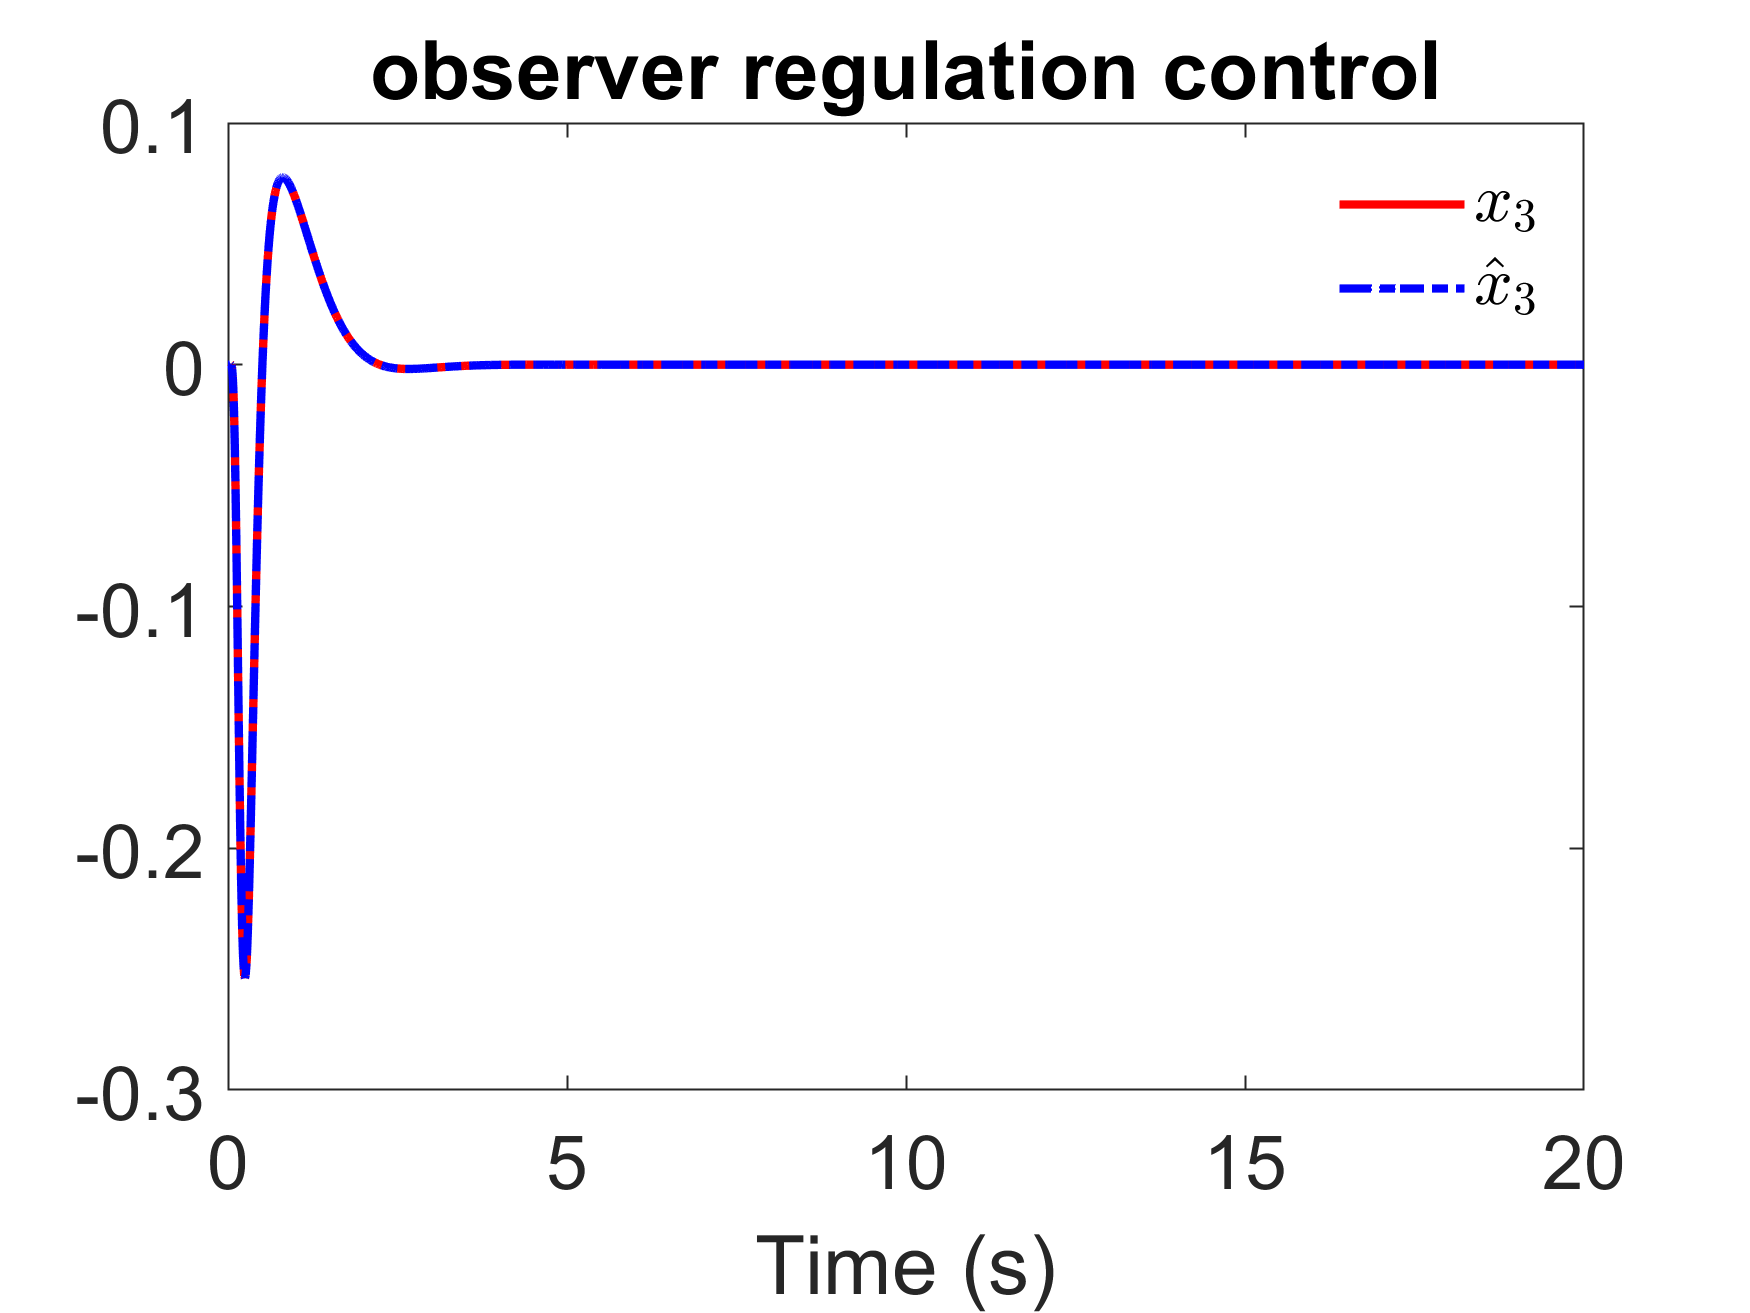 observer regulation control
0.1
0
-0.1
-0.2
-0.3
x₃
x̂₃
0 5 10 15 20
Time (s)